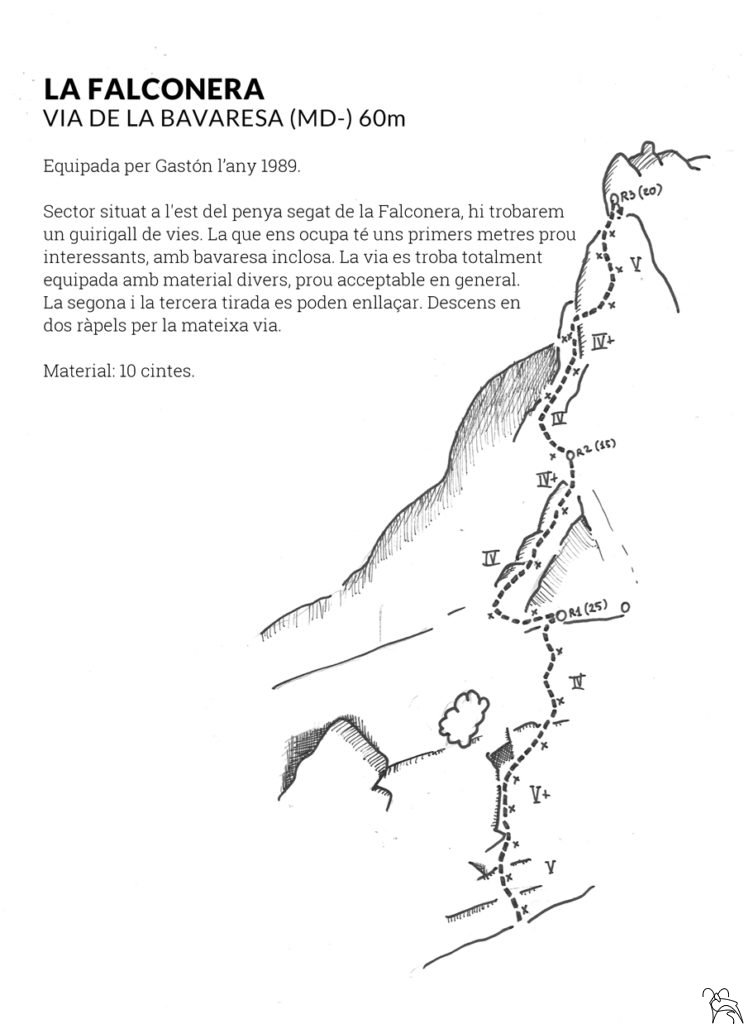 LA FALCONERA
VIA DE LA BAVARESA (MD-) 60m
Equipada per Gastón l'any 1989.
Sector situat a l'est del penya segat de la Falconera, hi trobarem
un guirigall de vies. La que ens ocupa té uns primers metres prou
interessants, amb bavaresa inclosa. La via es troba totalment
equipada amb material divers, prou acceptable en general.
La segona i la tercera tirada es poden enllaçar. Descens en
dos ràpels per la mateixa via.
Material: 10 cintes.
R3 (20)
V
IV+
IV
R2 (15)
IV+
IV
R1 (25)
IV
V+
V